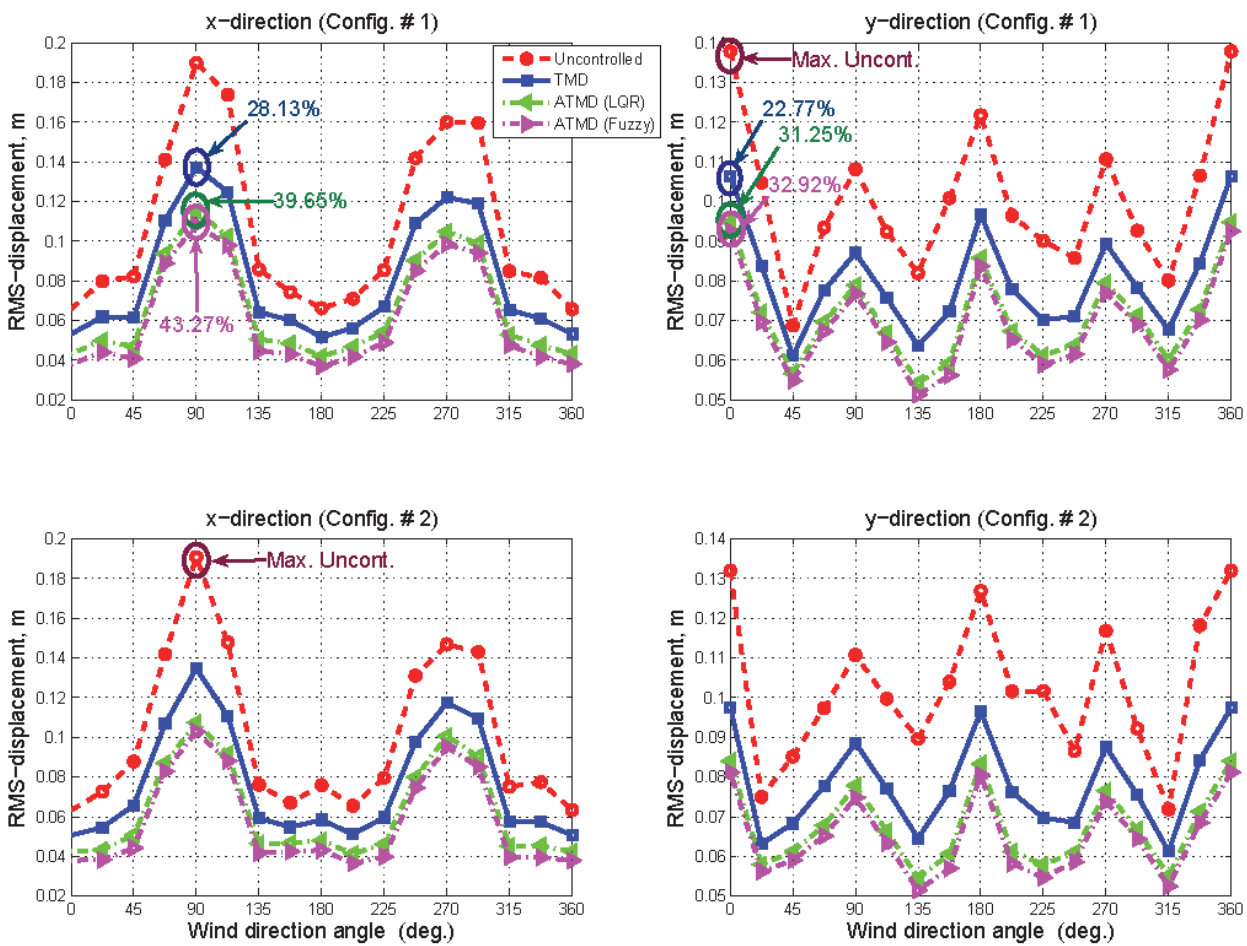 x-direction (Config. # 1)
RMS-displacement, m
0.2
0.18
0.16
0.14
0.12
0.1
0.08
0.06
0.04
0.02
0 45 90 135 180 225 270 315 360
Uncontrolled
TMD
ATMD (LQR)
ATMD (Fuzzy)
28.13%
39.65%
43.27%
y-direction (Config. # 1)
RMS-displacement, m
0.14
0.13
0.12
0.11
0.1
0.09
0.08
0.07
0.06
0.05
0 45 90 135 180 225 270 315 360
Max. Uncont.
22.77%
31.25%
32.92%
x-direction (Config. # 2)
RMS-displacement, m
0.2
0.18
0.16
0.14
0.12
0.1
0.08
0.06
0.04
0.02
0 45 90 135 180 225 270 315 360
Max. Uncont.
Wind direction angle (deg.)
y-direction (Config. # 2)
RMS-displacement, m
0.14
0.13
0.12
0.11
0.1
0.09
0.08
0.07
0.06
0.05
0 45 90 135 180 225 270 315 360
Wind direction angle (deg.)